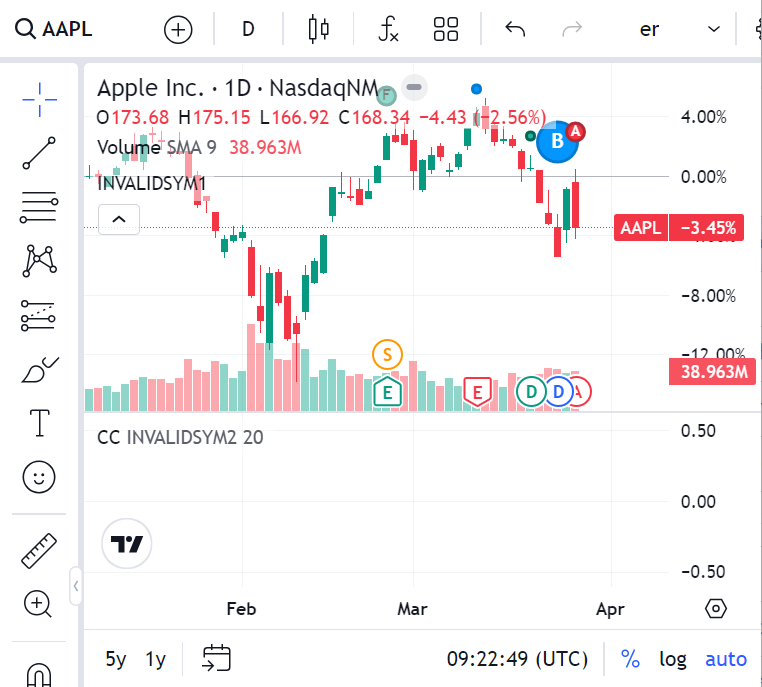 AAPL D er
Apple Inc. · 1D · NasdaqNM
F
O173.68 H175.15 L166.92 C168.34 −4.43 (−2.56%)
Volume SMA 9 38.963M
INVALIDSYM1
B A
4.00%
0.00%
AAPL −3.45%
−8.00%
−12.00%
38.963M
S
E E D D A
CC INVALIDSYM2 20
0.50
0.00
−0.50
Feb Mar Apr
5y 1y 09:22:49 (UTC) % log auto